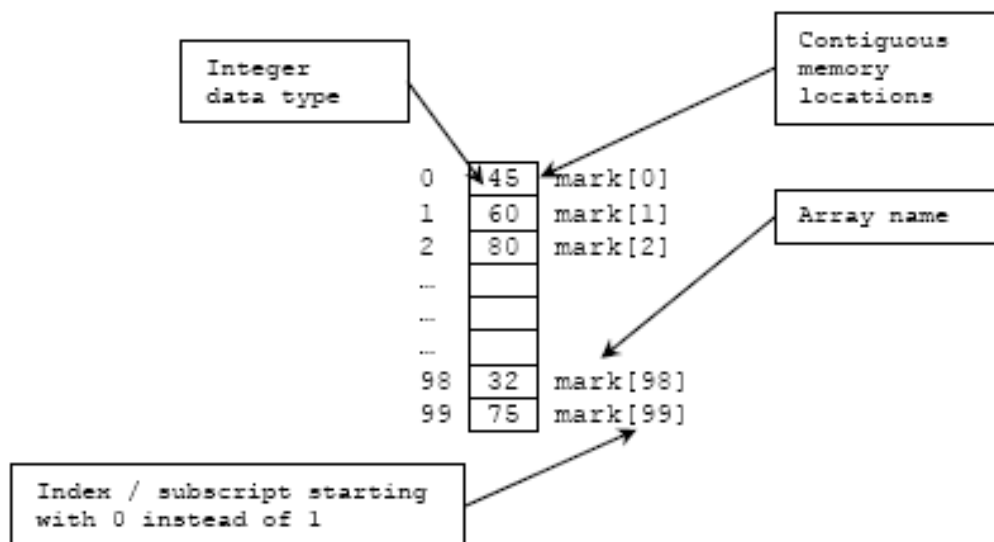 Integer
data type
Contiguous
memory
locations
0 45 mark[0]
1 60 mark[1]
2 80 mark[2]
…
…
…
98 32 mark[98]
99 75 mark[99]
Array name
Index / subscript starting
with 0 instead of 1